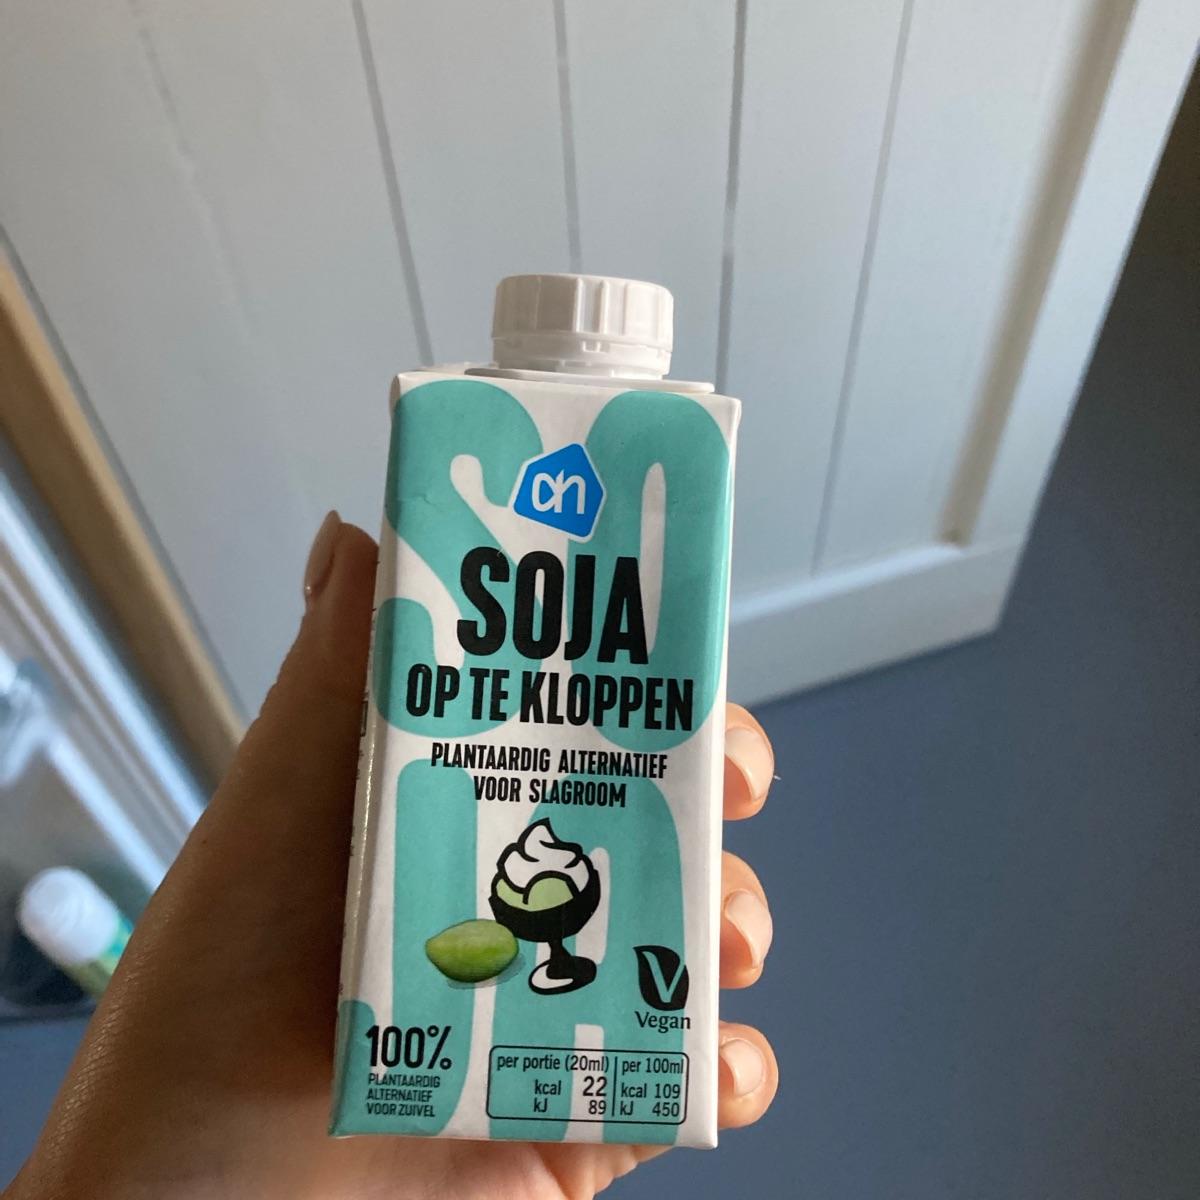 ah
SOJA
OP TE KLOPPEN
PLANTAARDIG ALTERNATIEF
VOOR SLAGROOM
Vegan
100%
PLANTAARDIG
ALTERNATIEF
VOOR ZUIVEL
per portie (20ml) per 100ml
kcal 22 kcal 109
kJ 89 kJ 450